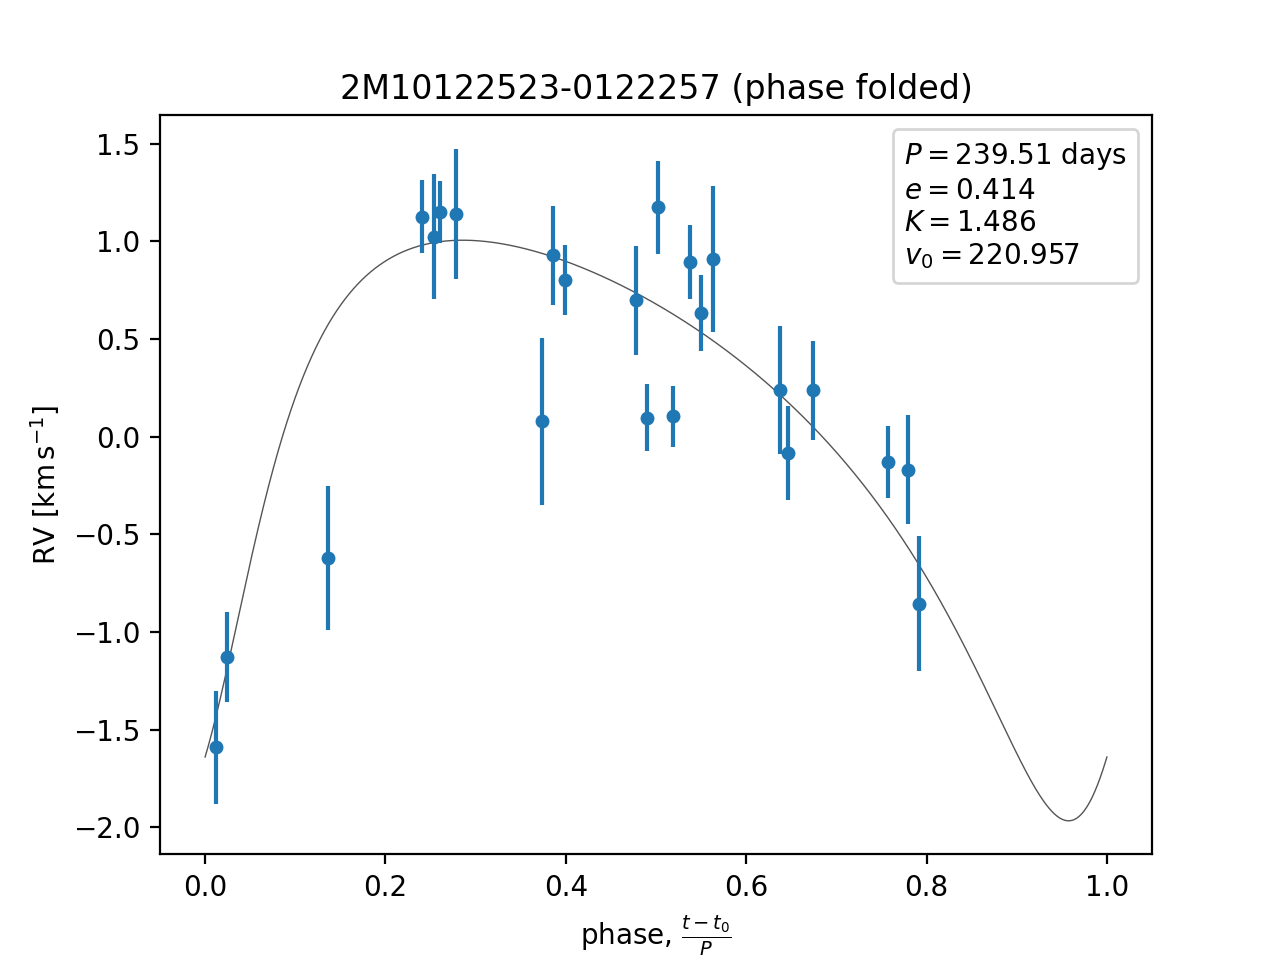 2M10122523-0122257 (phase folded)
P = 239.51 days
e = 0.414
K = 1.486
v₀ = 220.957
RV [km s⁻¹]
1.5
1.0
0.5
0.0
−0.5
−1.0
−1.5
−2.0
0.0 0.2 0.4 0.6 0.8 1.0
phase, (t − t₀)/P